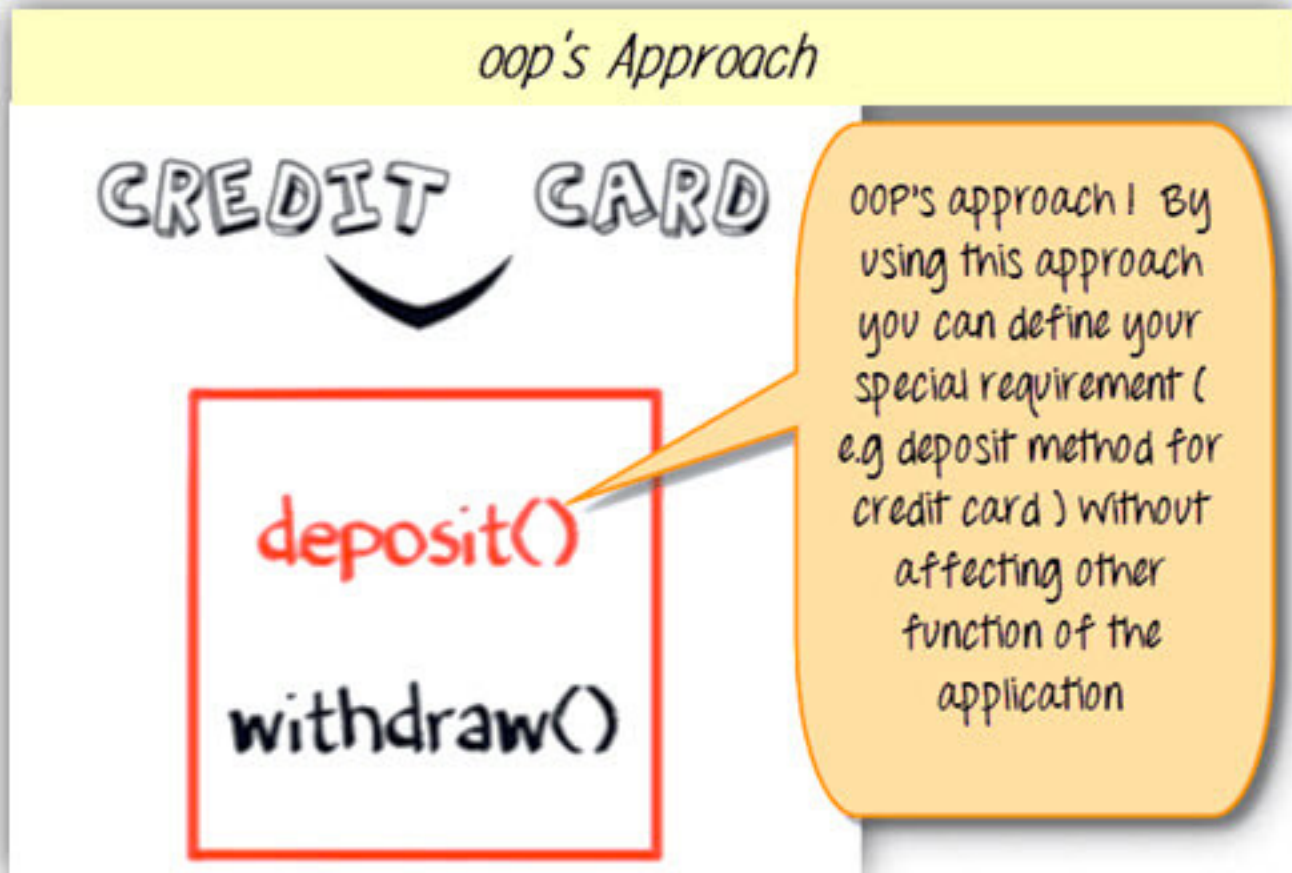 oop's Approach
CREDIT CARD
deposit()
withdraw()
OOP's approach! By
using this approach
you can define your
special requirement (
e.g deposit method for
credit card ) without
affecting other
function of the
application